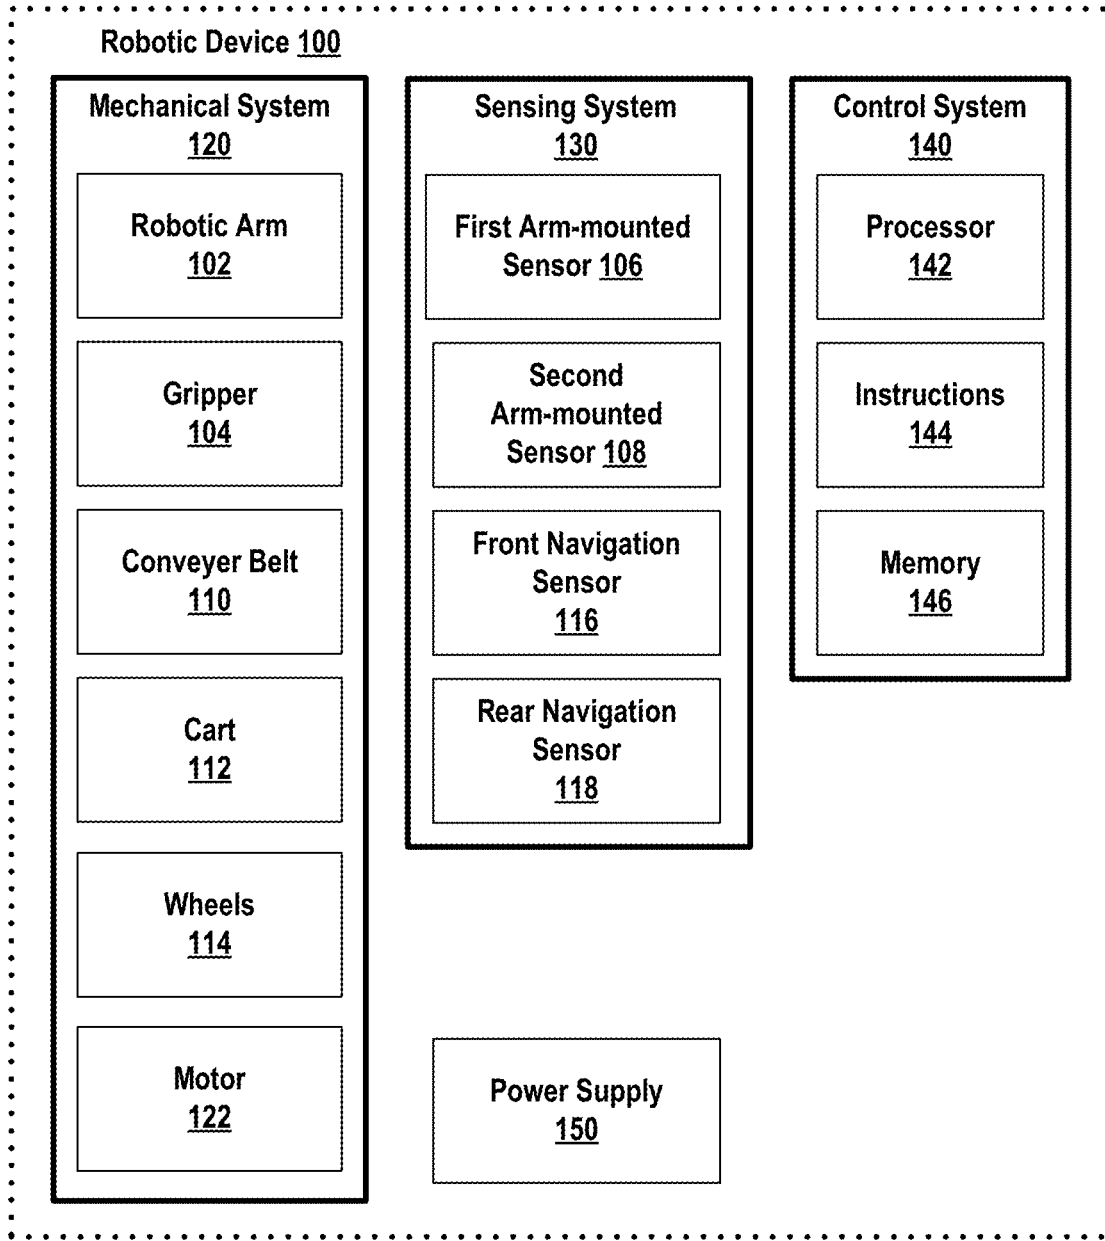 Robotic Device 100
Mechanical System
120
Robotic Arm
102
Gripper
104
Conveyer Belt
110
Cart
112
Wheels
114
Motor
122
Sensing System
130
First Arm-mounted
Sensor 106
Second
Arm-mounted
Sensor 108
Front Navigation
Sensor
116
Rear Navigation
Sensor
118
Power Supply
150
Control System
140
Processor
142
Instructions
144
Memory
146